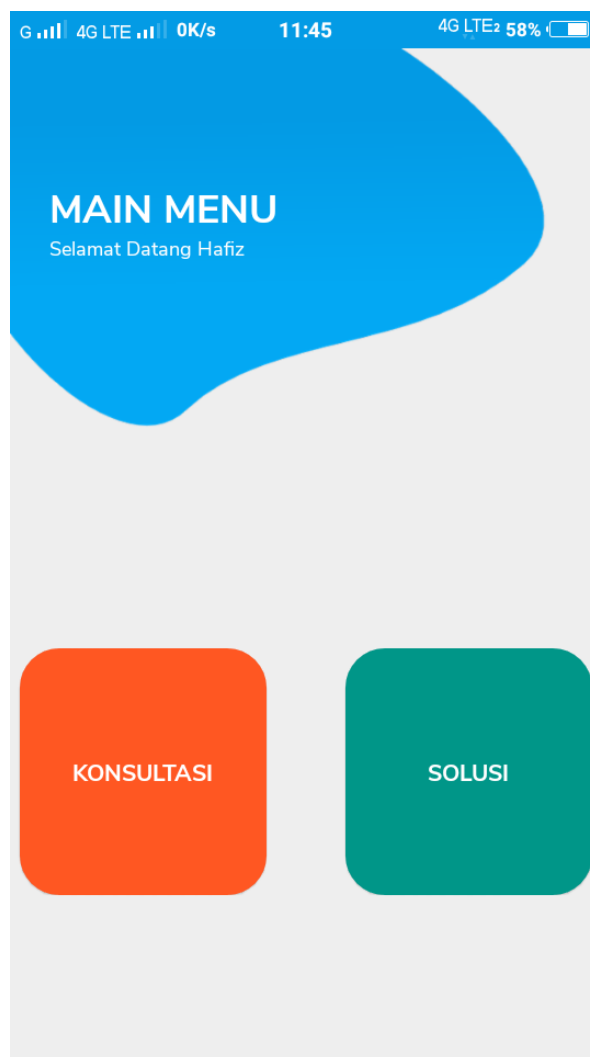 G 4G LTE 0K/s 11:45 4G LTE2 58%
MAIN MENU
Selamat Datang Hafiz
KONSULTASI SOLUSI